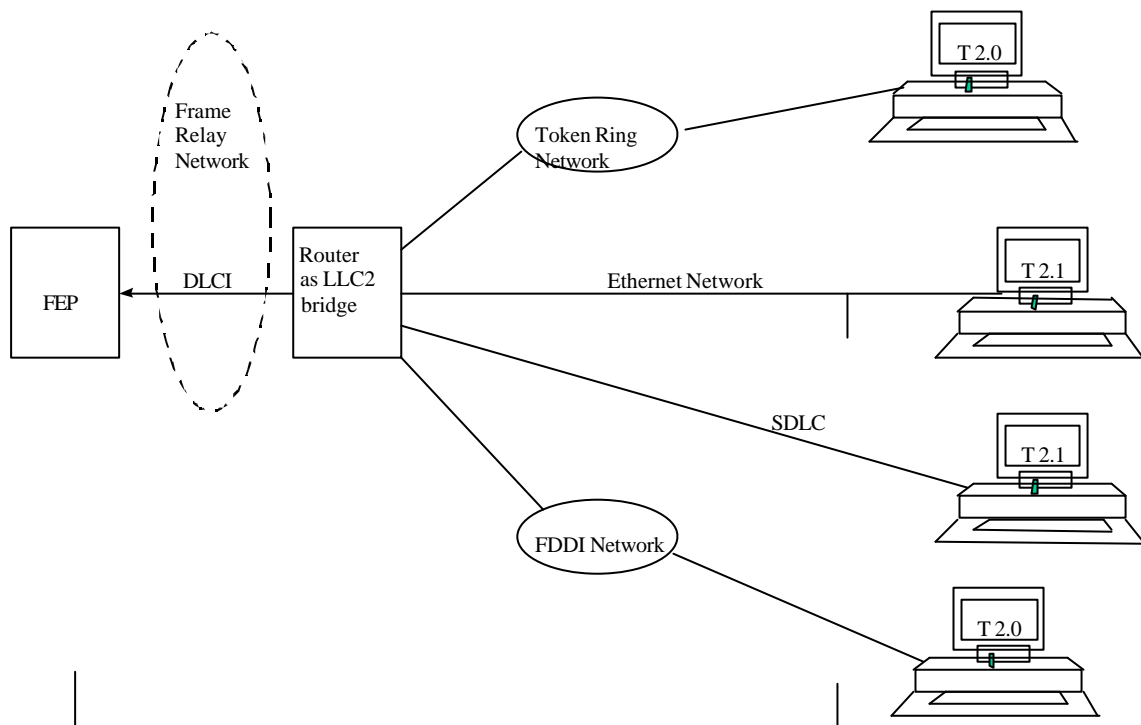 T 2.0
Frame
Relay
Network
Token Ring
Network
Router
as LLC2
bridge
DLCI
FEP
Ethernet Network
T 2.1
SDLC
T 2.1
FDDI Network
T 2.0